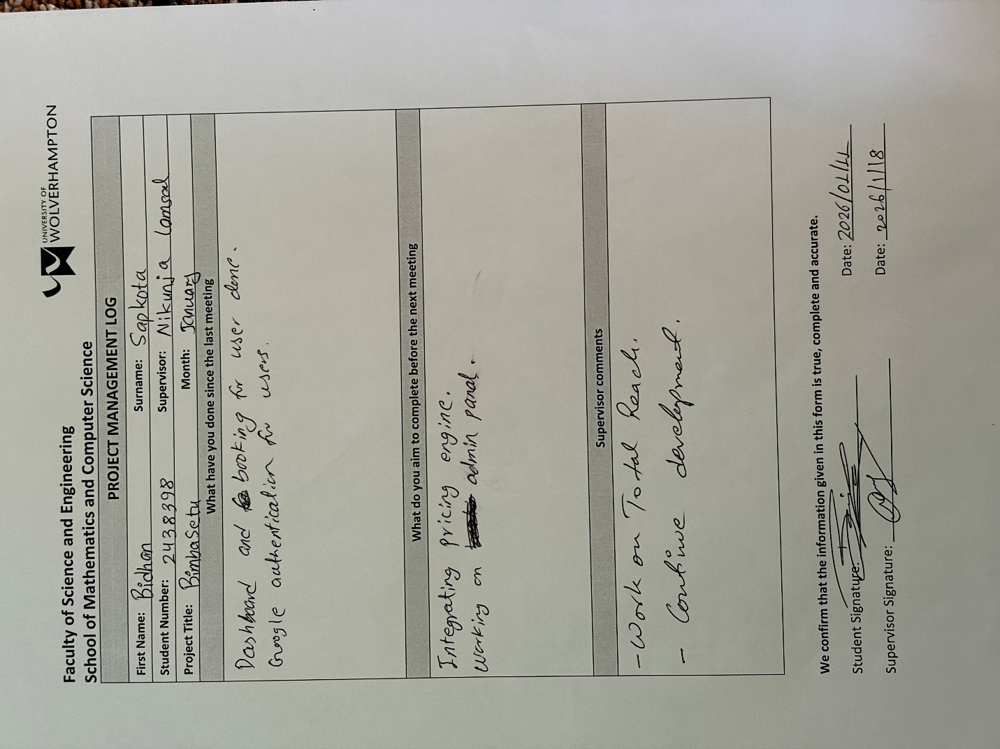 UNIVERSITY OF
WOLVERHAMPTON
Faculty of Science and Engineering
School of Mathematics and Computer Science
PROJECT MANAGEMENT LOG
First Name: Bidhan Surname: Sapkota
Student Number: 2438398 Supervisor: Nikunja Lamsal
Project Title: BimbaSetu Month: January
What have you done since the last meeting
Dashboard and booking for user done.
Google authentication for users.
What do you aim to complete before the next meeting
Integrating pricing engine.
Working on admin panal.
Supervisor comments
- Work on Total Reach.
- Continue development.
We confirm that the information given in this form is true, complete and accurate.
Student Signature: Date: 2026/01/11
Supervisor Signature: Date: 2026/1/18